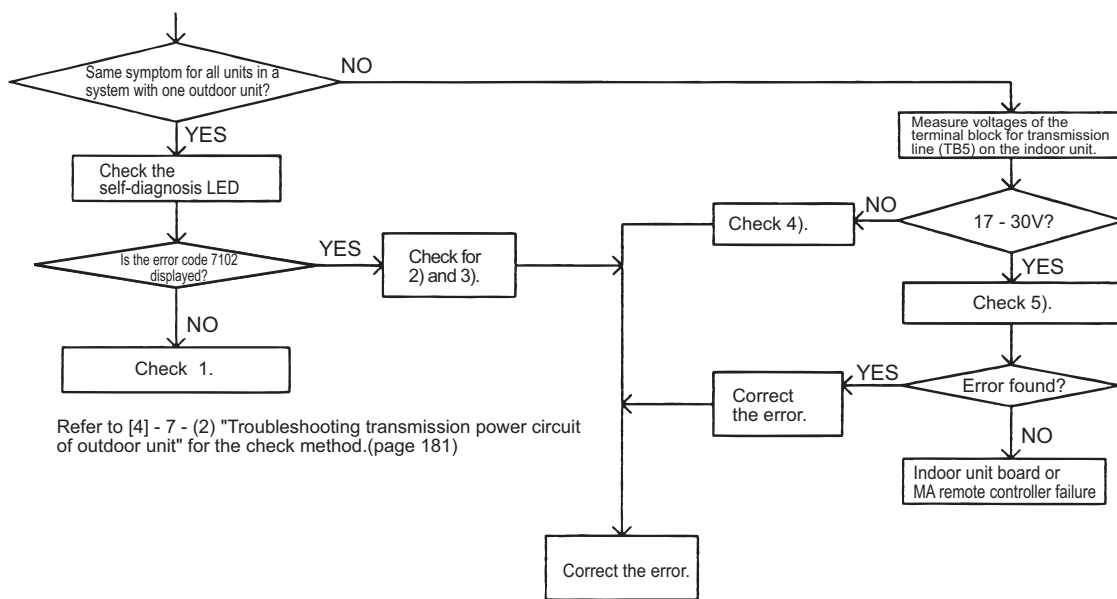 Same symptom for all units in a
system with one outdoor unit?
NO
YES
Check the
self-diagnosis LED
Is the error code 7102
displayed?
YES
Check for
2) and 3).
NO
Check 1.
Refer to [4] - 7 - (2) "Troubleshooting transmission power circuit
of outdoor unit" for the check method.(page 181)
Measure voltages of the
terminal block for transmission
line (TB5) on the indoor unit.
17 - 30V?
NO
Check 4).
YES
Check 5).
Error found?
YES
Correct
the error.
NO
Indoor unit board or
MA remote controller failure
Correct the error.